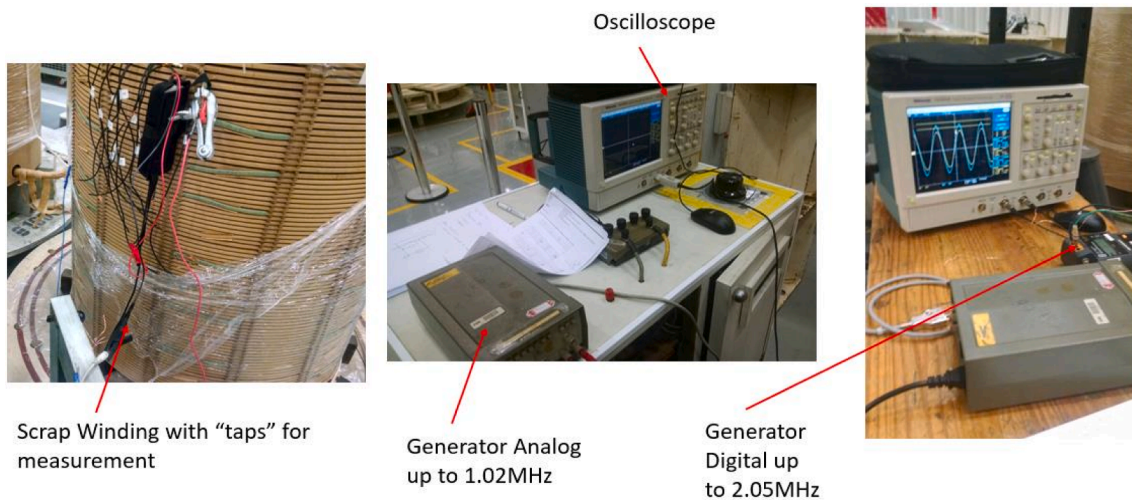 Oscilloscope
Scrap Winding with “taps” for
measurement
Generator Analog
up to 1.02MHz
Generator
Digital up
to 2.05MHz